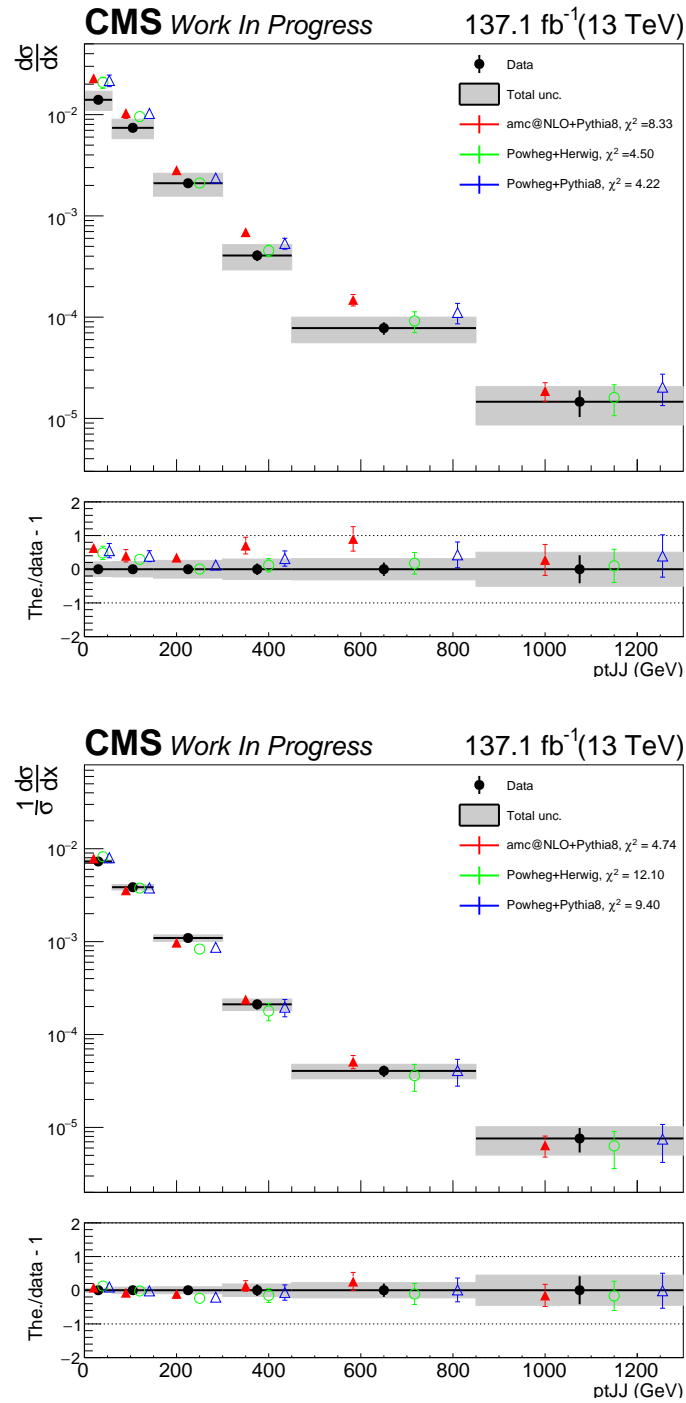 CMS Work In Progress 137.1 fb⁻¹(13 TeV)
dσ
dx
Data
Total unc.
amc@NLO+Pythia8, χ² =8.33
Powheg+Herwig, χ² =4.50
Powheg+Pythia8, χ² = 4.22
10⁻²
10⁻³
10⁻⁴
10⁻⁵
The./data - 1
2
1
0
−1
−2
0 200 400 600 800 1000 1200
ptJJ (GeV)
CMS Work In Progress 137.1 fb⁻¹(13 TeV)
1 dσ
σ dx
Data
Total unc.
amc@NLO+Pythia8, χ² = 4.74
Powheg+Herwig, χ² = 12.10
Powheg+Pythia8, χ² = 9.40
10⁻²
10⁻³
10⁻⁴
10⁻⁵
The./data - 1
2
1
0
−1
−2
0 200 400 600 800 1000 1200
ptJJ (GeV)